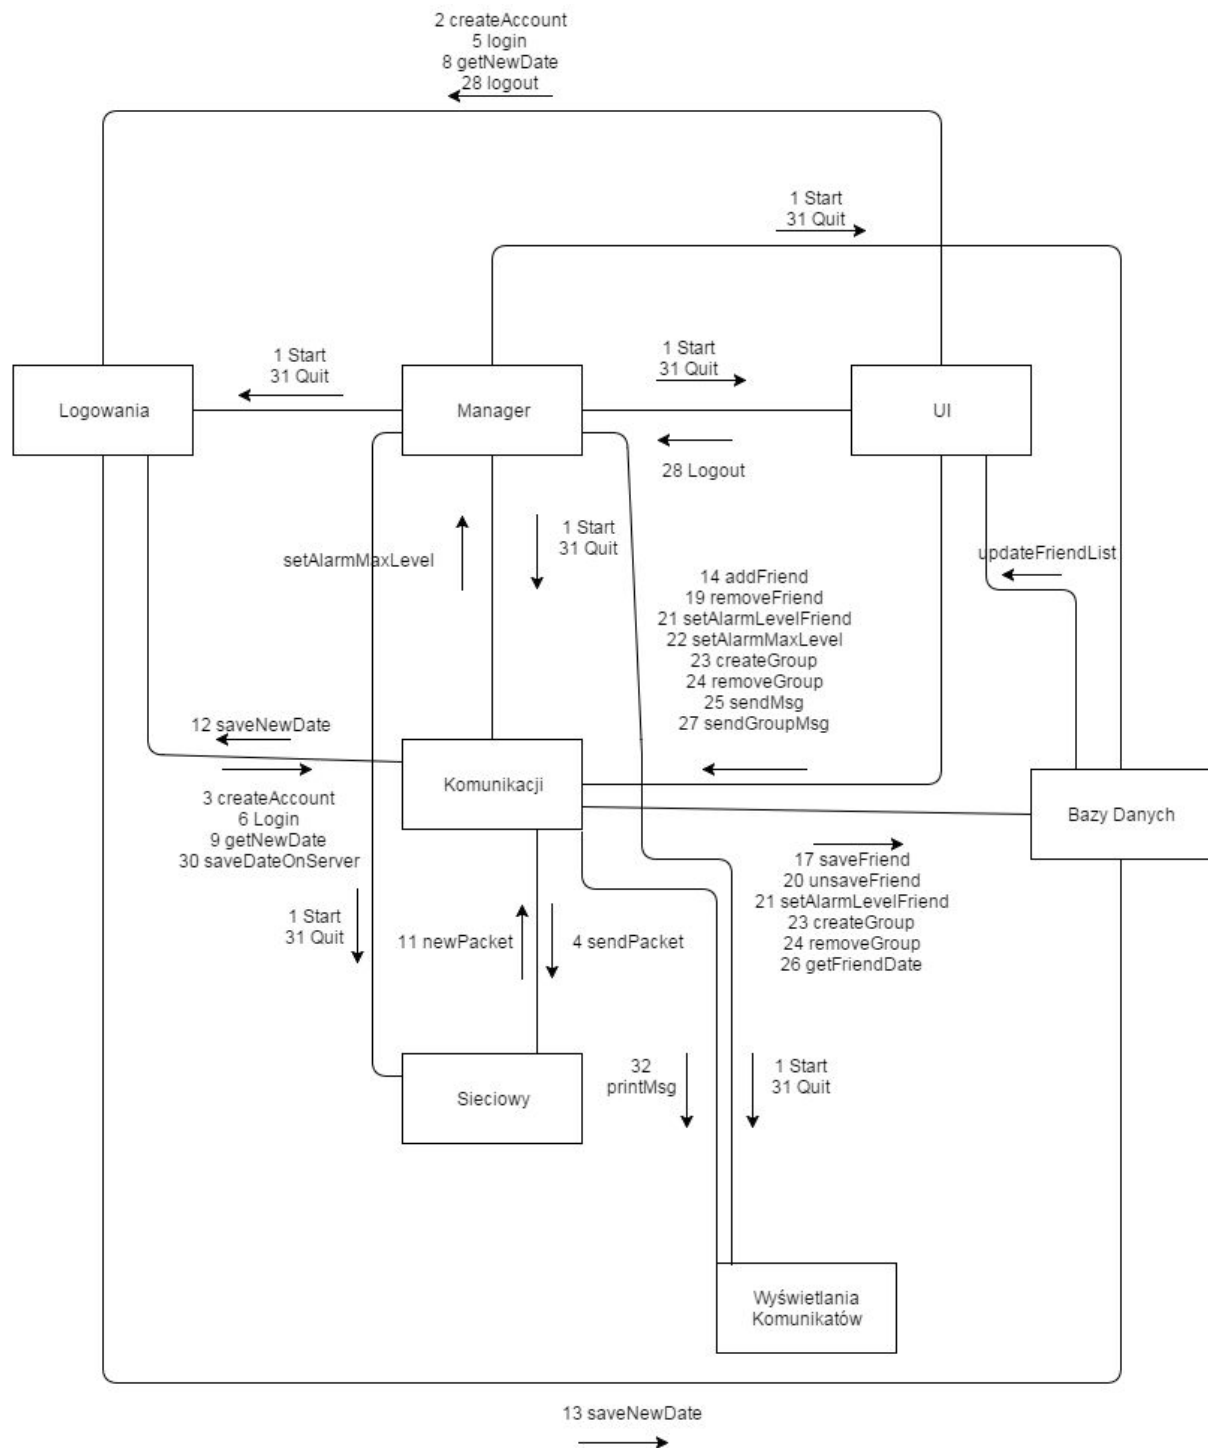 2 createAccount
5 login
8 getNewDate
28 logout
1 Start
31 Quit
1 Start
31 Quit
1 Start
31 Quit
Logowania
Manager
UI
28 Logout
setAlarmMaxLevel
1 Start
31 Quit
updateFriendList
14 addFriend
19 removeFriend
21 setAlarmLevelFriend
22 setAlarmMaxLevel
23 createGroup
24 removeGroup
25 sendMsg
27 sendGroupMsg
12 saveNewDate
Komunikacji
Bazy Danych
3 createAccount
6 Login
9 getNewDate
30 saveDateOnServer
17 saveFriend
20 unsaveFriend
21 setAlarmLevelFriend
23 createGroup
24 removeGroup
26 getFriendDate
1 Start
31 Quit
11 newPacket
4 sendPacket
32
printMsg
1 Start
31 Quit
Sieciowy
Wyświetlania
Komunikatów
13 saveNewDate